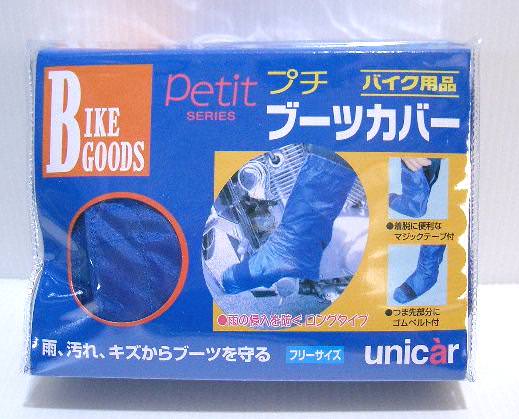 BIKE
GOODS
Petit
SERIES
プチ
バイク用品
ブーツカバー
●着脱に便利な
マジックテープ付
●つま先部分に
ゴムベルト付
●雨の侵入を防ぐロングタイプ
雨、汚れ、キズからブーツを守る
フリーサイズ
unicàr